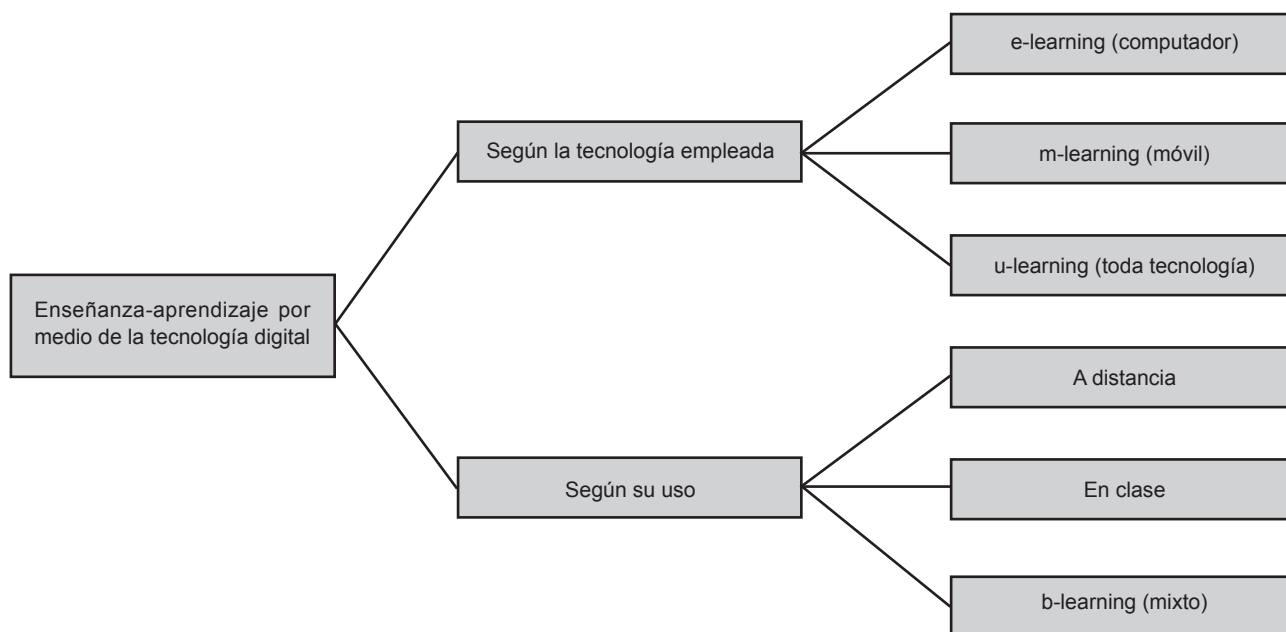 e-learning (computador)
Según la tecnología empleada
m-learning (móvil)
u-learning (toda tecnología)
Enseñanza-aprendizaje por
medio de la tecnología digital
A distancia
Según su uso
En clase
b-learning (mixto)